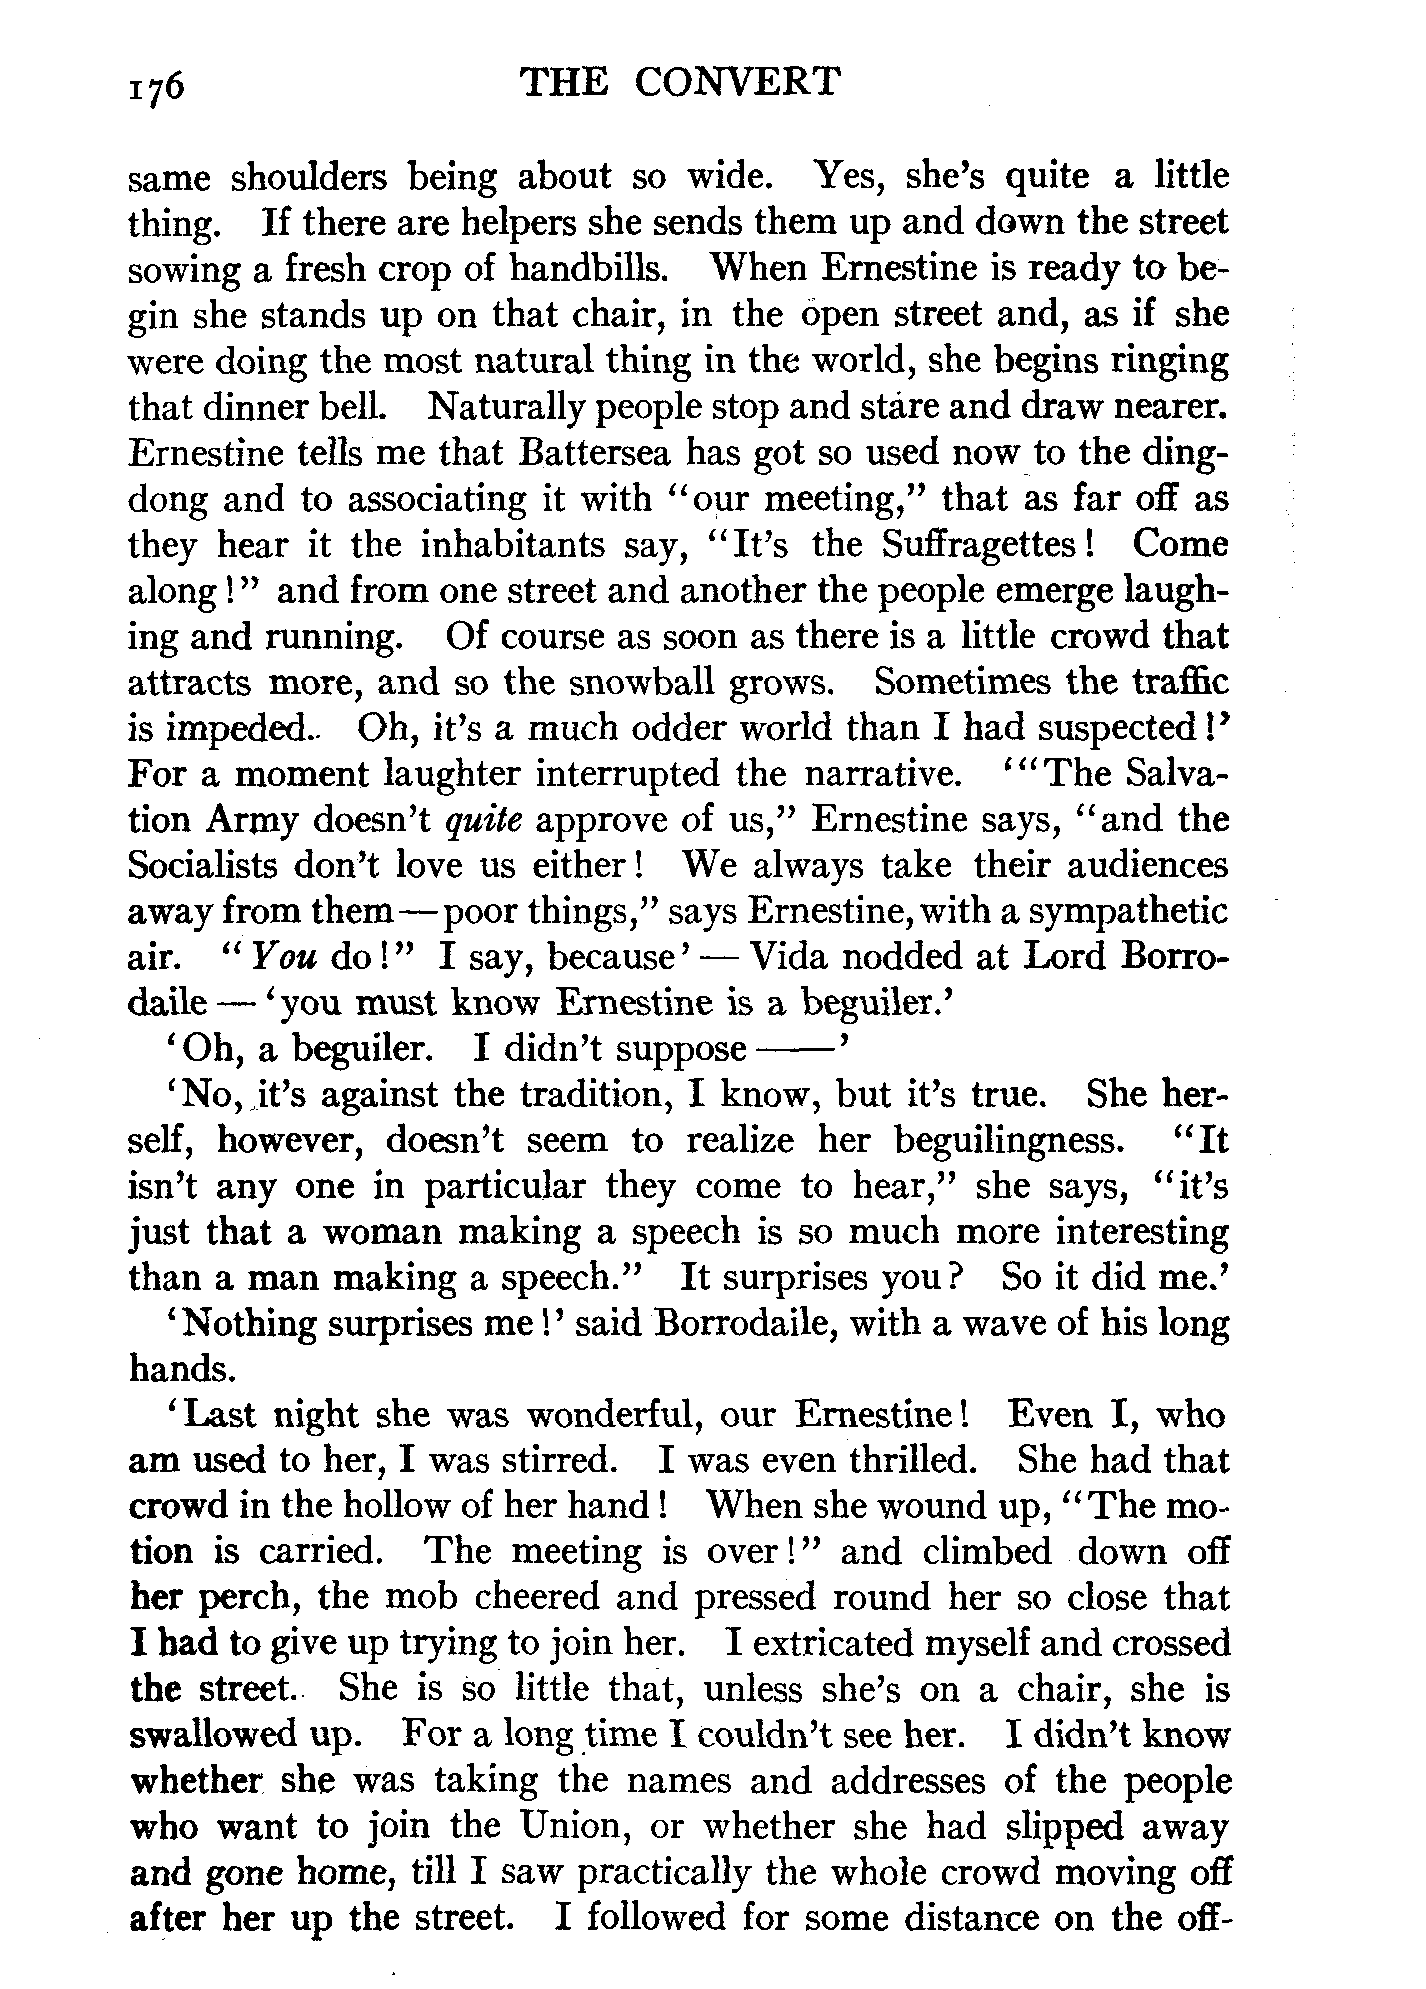 176 THE CONVERT
same shoulders being about so wide. Yes, she's quite a little
thing. If there are helpers she sends them up and down the street
sowing a fresh crop of handbills. When Ernestine is ready to be-
gin she stands up on that chair, in the open street and, as if she
were doing the most natural thing in the world, she begins ringing
that dinner bell. Naturally people stop and stare and draw nearer.
Ernestine tells me that Battersea has got so used now to the ding-
dong and to associating it with “our meeting,” that as far off as
they hear it the inhabitants say, “It's the Suffragettes! Come
along!” and from one street and another the people emerge laugh-
ing and running. Of course as soon as there is a little crowd that
attracts more, and so the snowball grows. Sometimes the traffic
is impeded. Oh, it's a much odder world than I had suspected!’
For a moment laughter interrupted the narrative. ‘“The Salva-
tion Army doesn't quite approve of us,” Ernestine says, “and the
Socialists don't love us either! We always take their audiences
away from them—poor things,” says Ernestine, with a sympathetic
air. “You do!” I say, because’ — Vida nodded at Lord Borro-
daile — ‘you must know Ernestine is a beguiler.’
‘Oh, a beguiler. I didn't suppose ——’
‘No, it's against the tradition, I know, but it's true. She her-
self, however, doesn't seem to realize her beguilingness. “It
isn't any one in particular they come to hear,” she says, “it's
just that a woman making a speech is so much more interesting
than a man making a speech.” It surprises you? So it did me.’
‘Nothing surprises me!’ said Borrodaile, with a wave of his long
hands.
‘Last night she was wonderful, our Ernestine! Even I, who
am used to her, I was stirred. I was even thrilled. She had that
crowd in the hollow of her hand! When she wound up, “The mo-
tion is carried. The meeting is over!” and climbed down off
her perch, the mob cheered and pressed round her so close that
I had to give up trying to join her. I extricated myself and crossed
the street. She is so little that, unless she's on a chair, she is
swallowed up. For a long time I couldn't see her. I didn't know
whether she was taking the names and addresses of the people
who want to join the Union, or whether she had slipped away
and gone home, till I saw practically the whole crowd moving off
after her up the street. I followed for some distance on the off-